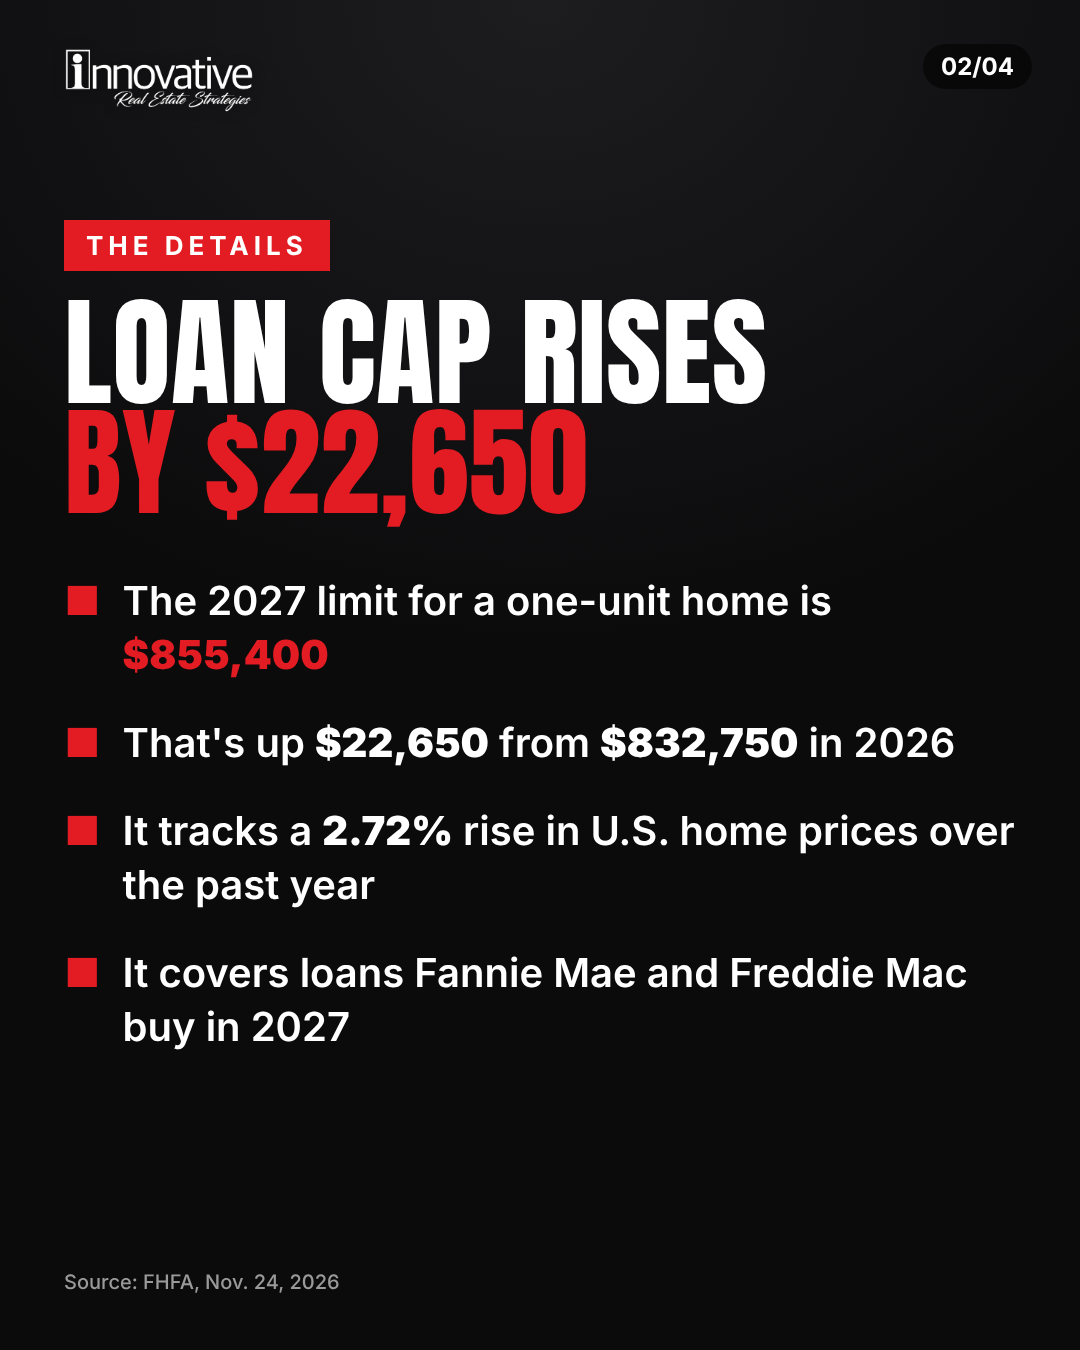 innovative
Real Estate Strategies
02/04
THE DETAILS
LOAN CAP RISES
BY $22,650
The 2027 limit for a one-unit home is
$855,400
That's up $22,650 from $832,750 in 2026
It tracks a 2.72% rise in U.S. home prices over
the past year
It covers loans Fannie Mae and Freddie Mac
buy in 2027
Source: FHFA, Nov. 24, 2026